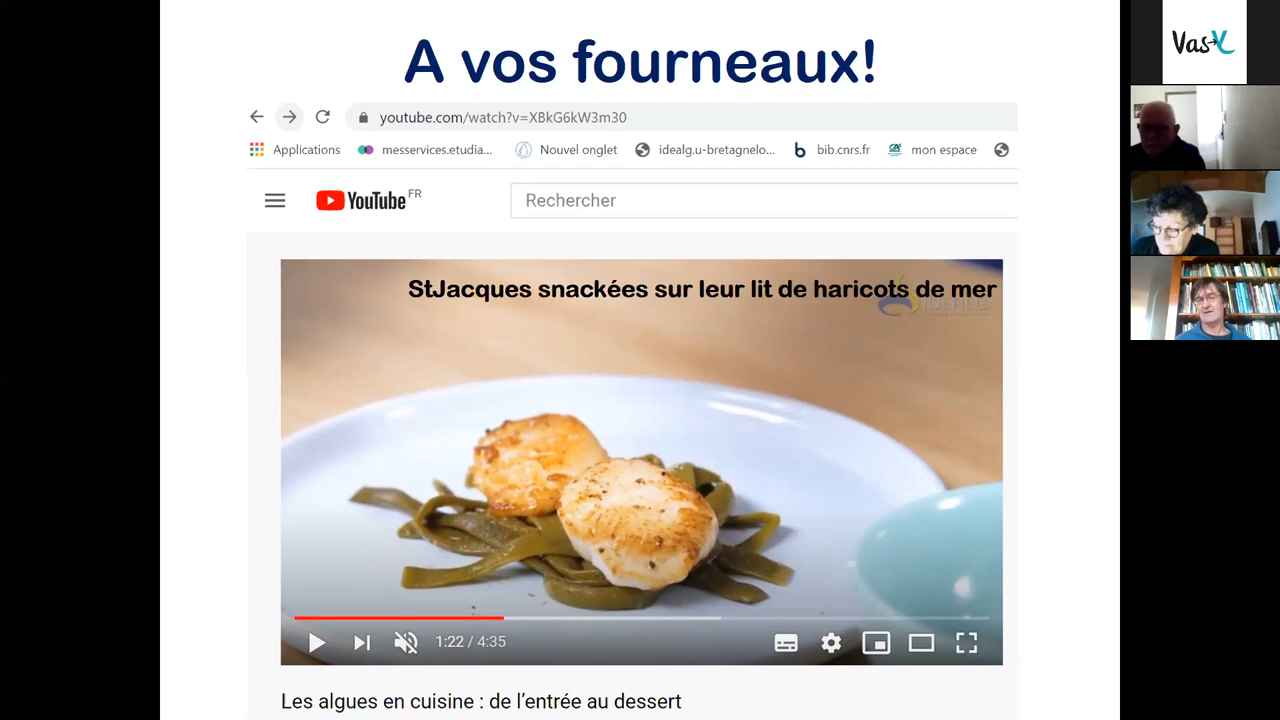 A vos fourneaux!
youtube.com/watch?v=XBkG6kW3m30
Applications
messervices.etudia...
Nouvel onglet
idealg.u-bretagnelo...
bib.cnrs.fr
mon espace
YouTube FR
Rechercher
StJacques snackées sur leur lit de haricots de mer
IDEALG
1:22 / 4:35
Les algues en cuisine : de l’entrée au dessert
Vas-Y